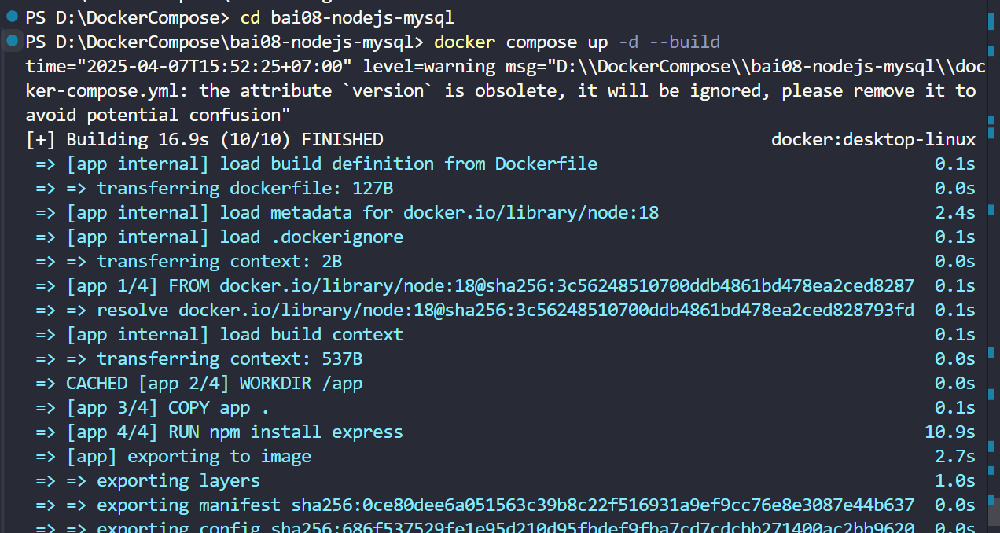 PS D:\DockerCompose> cd bai08-nodejs-mysql
PS D:\DockerCompose\bai08-nodejs-mysql> docker compose up -d --build
time="2025-04-07T15:52:25+07:00" level=warning msg="D:\\DockerCompose\\bai08-nodejs-mysql\\doc
ker-compose.yml: the attribute `version` is obsolete, it will be ignored, please remove it to
avoid potential confusion"
[+] Building 16.9s (10/10) FINISHED docker:desktop-linux
=> [app internal] load build definition from Dockerfile 0.1s
=> => transferring dockerfile: 127B 0.0s
=> [app internal] load metadata for docker.io/library/node:18 2.4s
=> [app internal] load .dockerignore 0.1s
=> => transferring context: 2B 0.0s
=> [app 1/4] FROM docker.io/library/node:18@sha256:3c56248510700ddb4861bd478ea2ced8287 0.1s
=> => resolve docker.io/library/node:18@sha256:3c56248510700ddb4861bd478ea2ced828793fd 0.1s
=> [app internal] load build context 0.1s
=> => transferring context: 537B 0.0s
=> CACHED [app 2/4] WORKDIR /app 0.0s
=> [app 3/4] COPY app . 0.1s
=> [app 4/4] RUN npm install express 10.9s
=> [app] exporting to image 2.7s
=> => exporting layers 1.0s
=> => exporting manifest sha256:0ce80dee6a051563c39b8c22f516931a9ef9cc76e8e3087e44b637 0.0s
=> => exporting config sha256:686f537529fe1e95d210d95fbdef9fba7cd7cdcbb271400ac2bb9620 0.0s